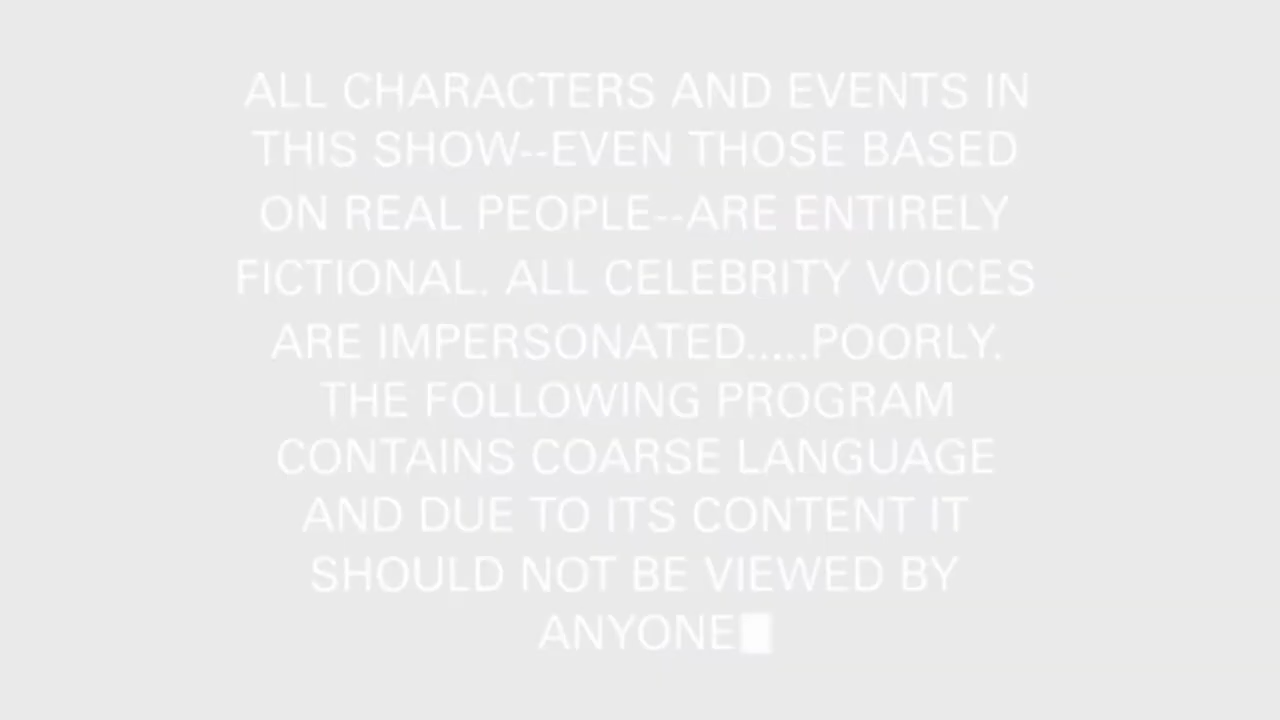 ALL CHARACTERS AND EVENTS IN
THIS SHOW--EVEN THOSE BASED
ON REAL PEOPLE--ARE ENTIRELY
FICTIONAL. ALL CELEBRITY VOICES
ARE IMPERSONATED.....POORLY.
THE FOLLOWING PROGRAM
CONTAINS COARSE LANGUAGE
AND DUE TO ITS CONTENT IT
SHOULD NOT BE VIEWED BY
ANYONE